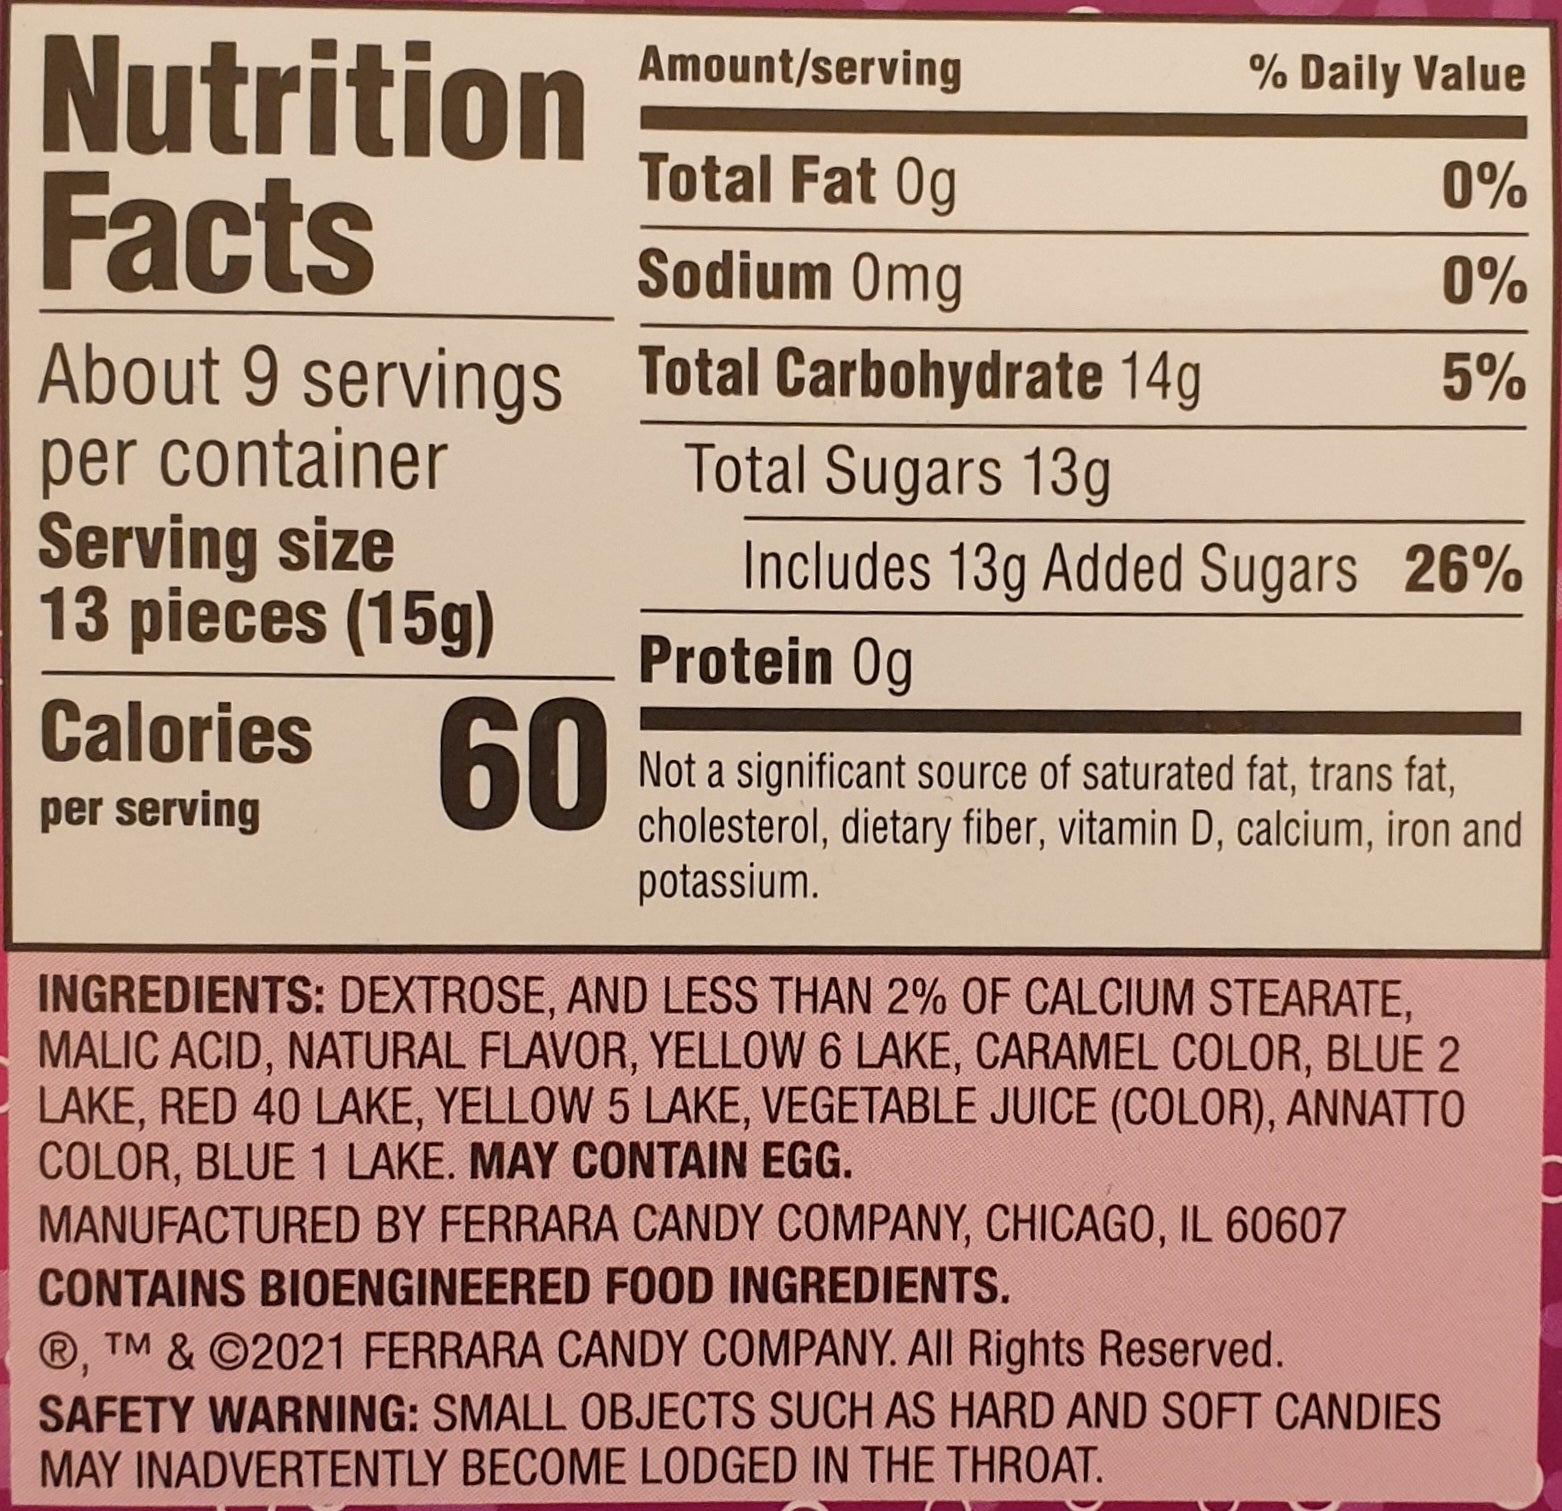 Nutrition
Facts
About 9 servings
per container
Serving size
13 pieces (15g)
Calories 60
per serving
Amount/serving % Daily Value
Total Fat 0g 0%
Sodium 0mg 0%
Total Carbohydrate 14g 5%
Total Sugars 13g
Includes 13g Added Sugars 26%
Protein 0g
Not a significant source of saturated fat, trans fat,
cholesterol, dietary fiber, vitamin D, calcium, iron and
potassium.
INGREDIENTS: DEXTROSE, AND LESS THAN 2% OF CALCIUM STEARATE,
MALIC ACID, NATURAL FLAVOR, YELLOW 6 LAKE, CARAMEL COLOR, BLUE 2
LAKE, RED 40 LAKE, YELLOW 5 LAKE, VEGETABLE JUICE (COLOR), ANNATTO
COLOR, BLUE 1 LAKE. MAY CONTAIN EGG.
MANUFACTURED BY FERRARA CANDY COMPANY, CHICAGO, IL 60607
CONTAINS BIOENGINEERED FOOD INGREDIENTS.
®, ™ & ©2021 FERRARA CANDY COMPANY. All Rights Reserved.
SAFETY WARNING: SMALL OBJECTS SUCH AS HARD AND SOFT CANDIES
MAY INADVERTENTLY BECOME LODGED IN THE THROAT.